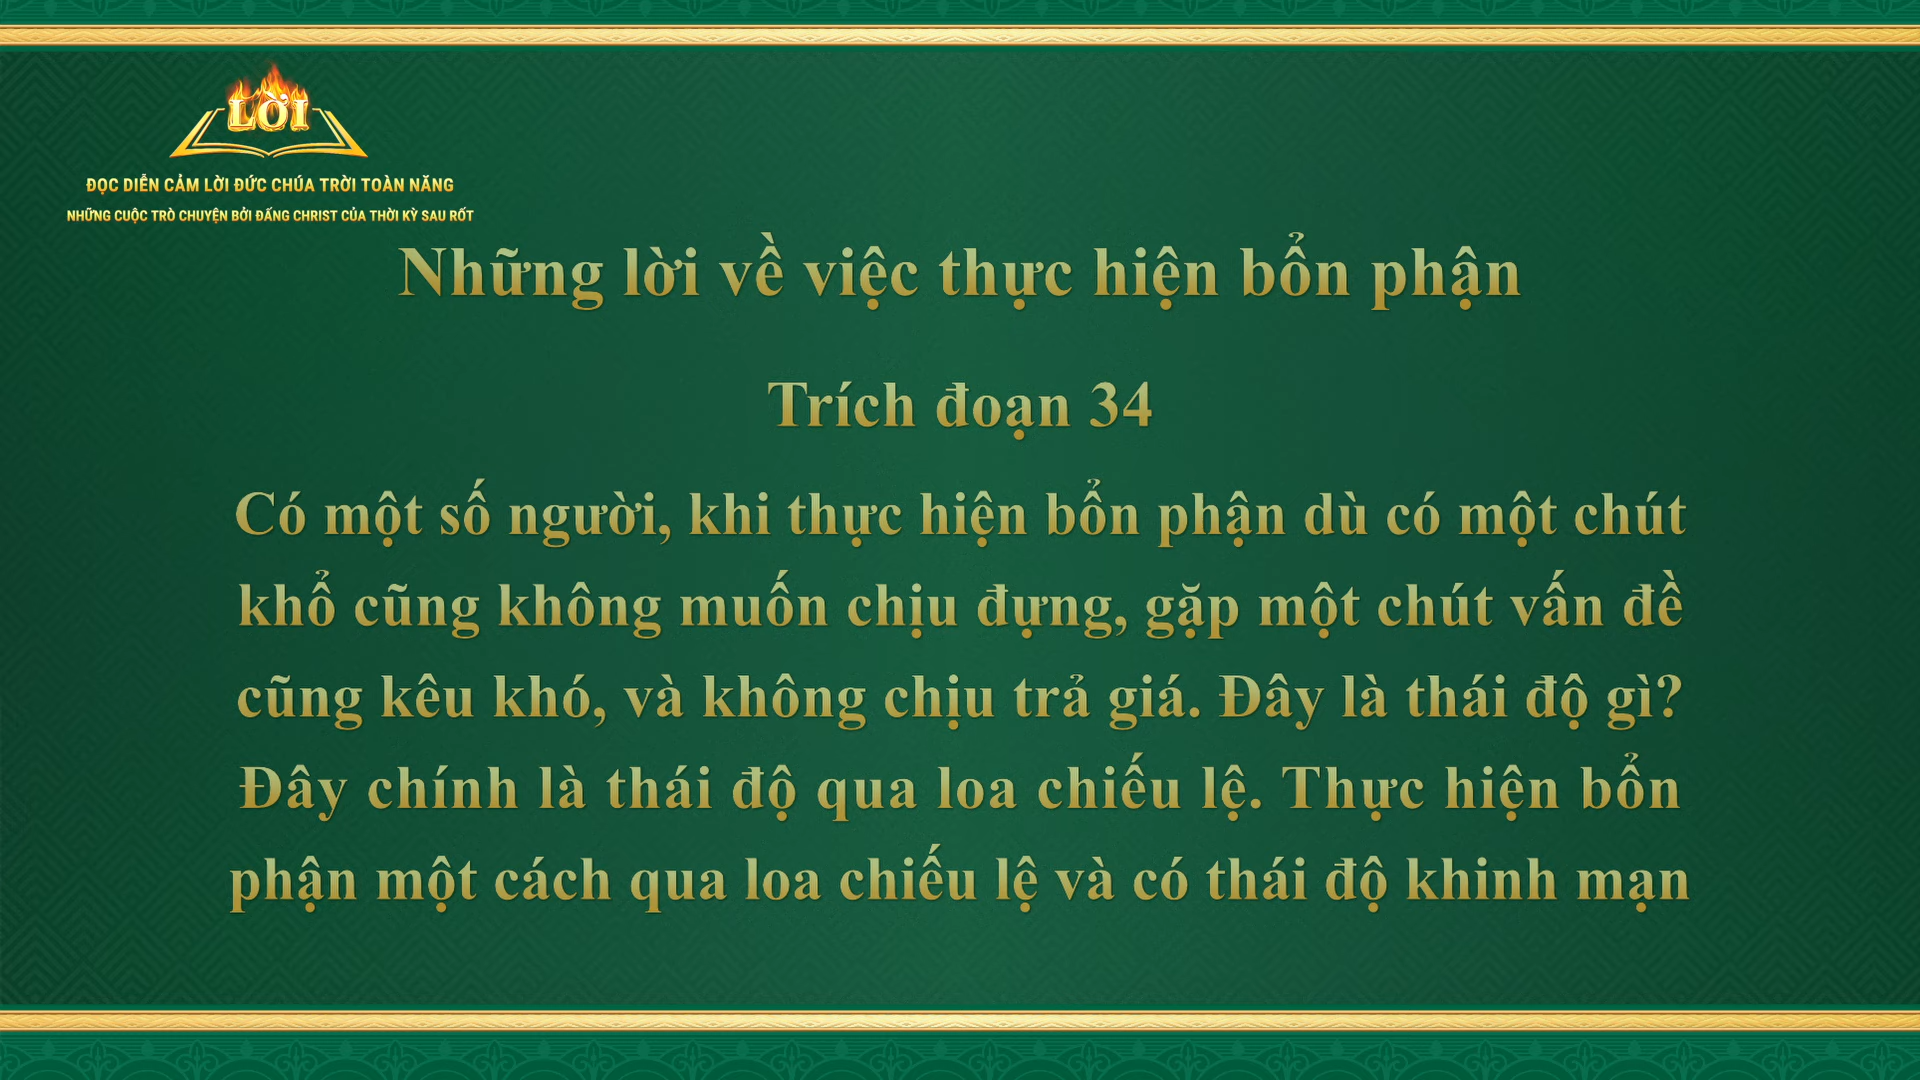 LỜI
ĐỌC DIỄN CẢM LỜI ĐỨC CHÚA TRỜI TOÀN NĂNG
NHỮNG CUỘC TRÒ CHUYỆN BỞI ĐẤNG CHRIST CỦA THỜI KỲ SAU RỐT
Những lời về việc thực hiện bổn phận
Trích đoạn 34
Có một số người, khi thực hiện bổn phận dù có một chút
khổ cũng không muốn chịu đựng, gặp một chút vấn đề
cũng kêu khó, và không chịu trả giá. Đây là thái độ gì?
Đây chính là thái độ qua loa chiếu lệ. Thực hiện bổn
phận một cách qua loa chiếu lệ và có thái độ khinh mạn